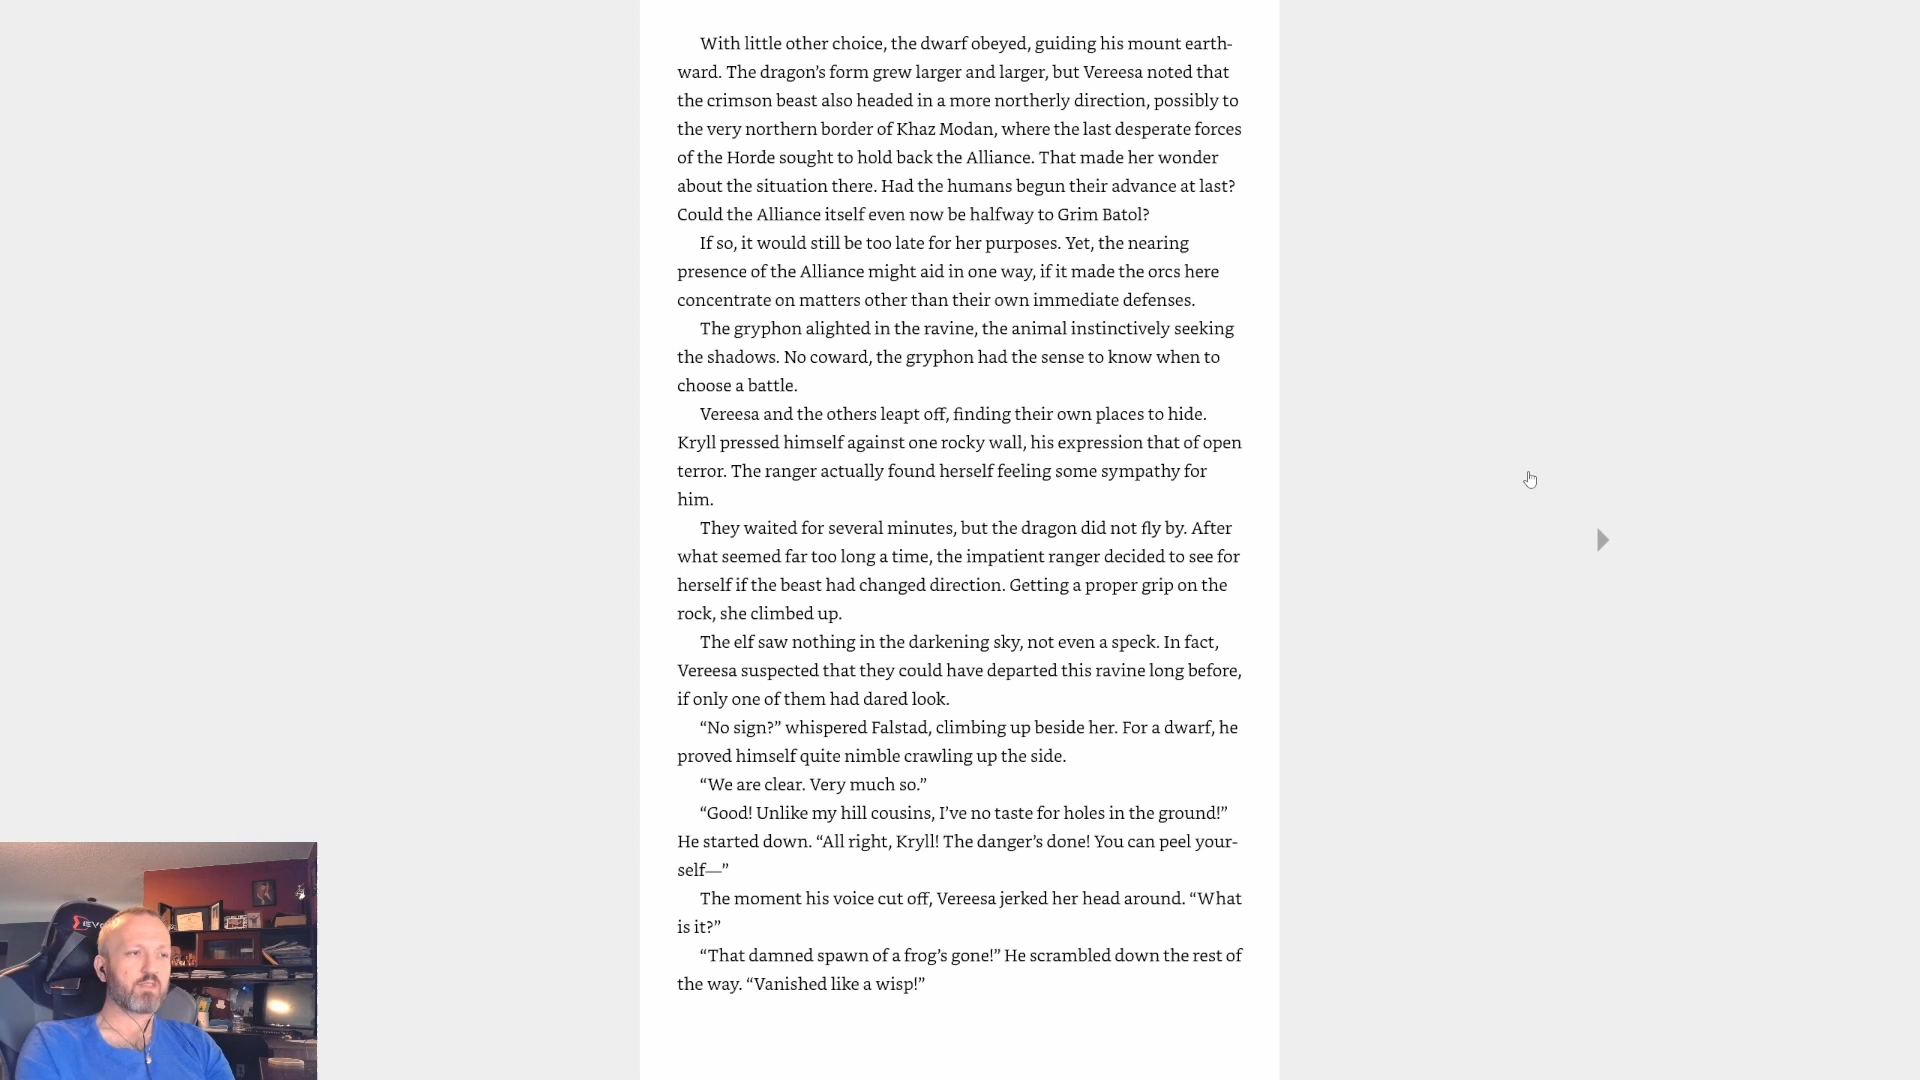 With little other choice, the dwarf obeyed, guiding his mount earth-
ward. The dragon’s form grew larger and larger, but Vereesa noted that
the crimson beast also headed in a more northerly direction, possibly to
the very northern border of Khaz Modan, where the last desperate forces
of the Horde sought to hold back the Alliance. That made her wonder
about the situation there. Had the humans begun their advance at last?
Could the Alliance itself even now be halfway to Grim Batol?
If so, it would still be too late for her purposes. Yet, the nearing
presence of the Alliance might aid in one way, if it made the orcs here
concentrate on matters other than their own immediate defenses.
The gryphon alighted in the ravine, the animal instinctively seeking
the shadows. No coward, the gryphon had the sense to know when to
choose a battle.
Vereesa and the others leapt off, finding their own places to hide.
Kryll pressed himself against one rocky wall, his expression that of open
terror. The ranger actually found herself feeling some sympathy for
him.
They waited for several minutes, but the dragon did not fly by. After
what seemed far too long a time, the impatient ranger decided to see for
herself if the beast had changed direction. Getting a proper grip on the
rock, she climbed up.
The elf saw nothing in the darkening sky, not even a speck. In fact,
Vereesa suspected that they could have departed this ravine long before,
if only one of them had dared look.
“No sign?” whispered Falstad, climbing up beside her. For a dwarf, he
proved himself quite nimble crawling up the side.
“We are clear. Very much so.”
“Good! Unlike my hill cousins, I’ve no taste for holes in the ground!”
He started down. “All right, Kryll! The danger’s done! You can peel your-
self—”
The moment his voice cut off, Vereesa jerked her head around. “What
is it?”
“That damned spawn of a frog’s gone!” He scrambled down the rest of
the way. “Vanished like a wisp!”